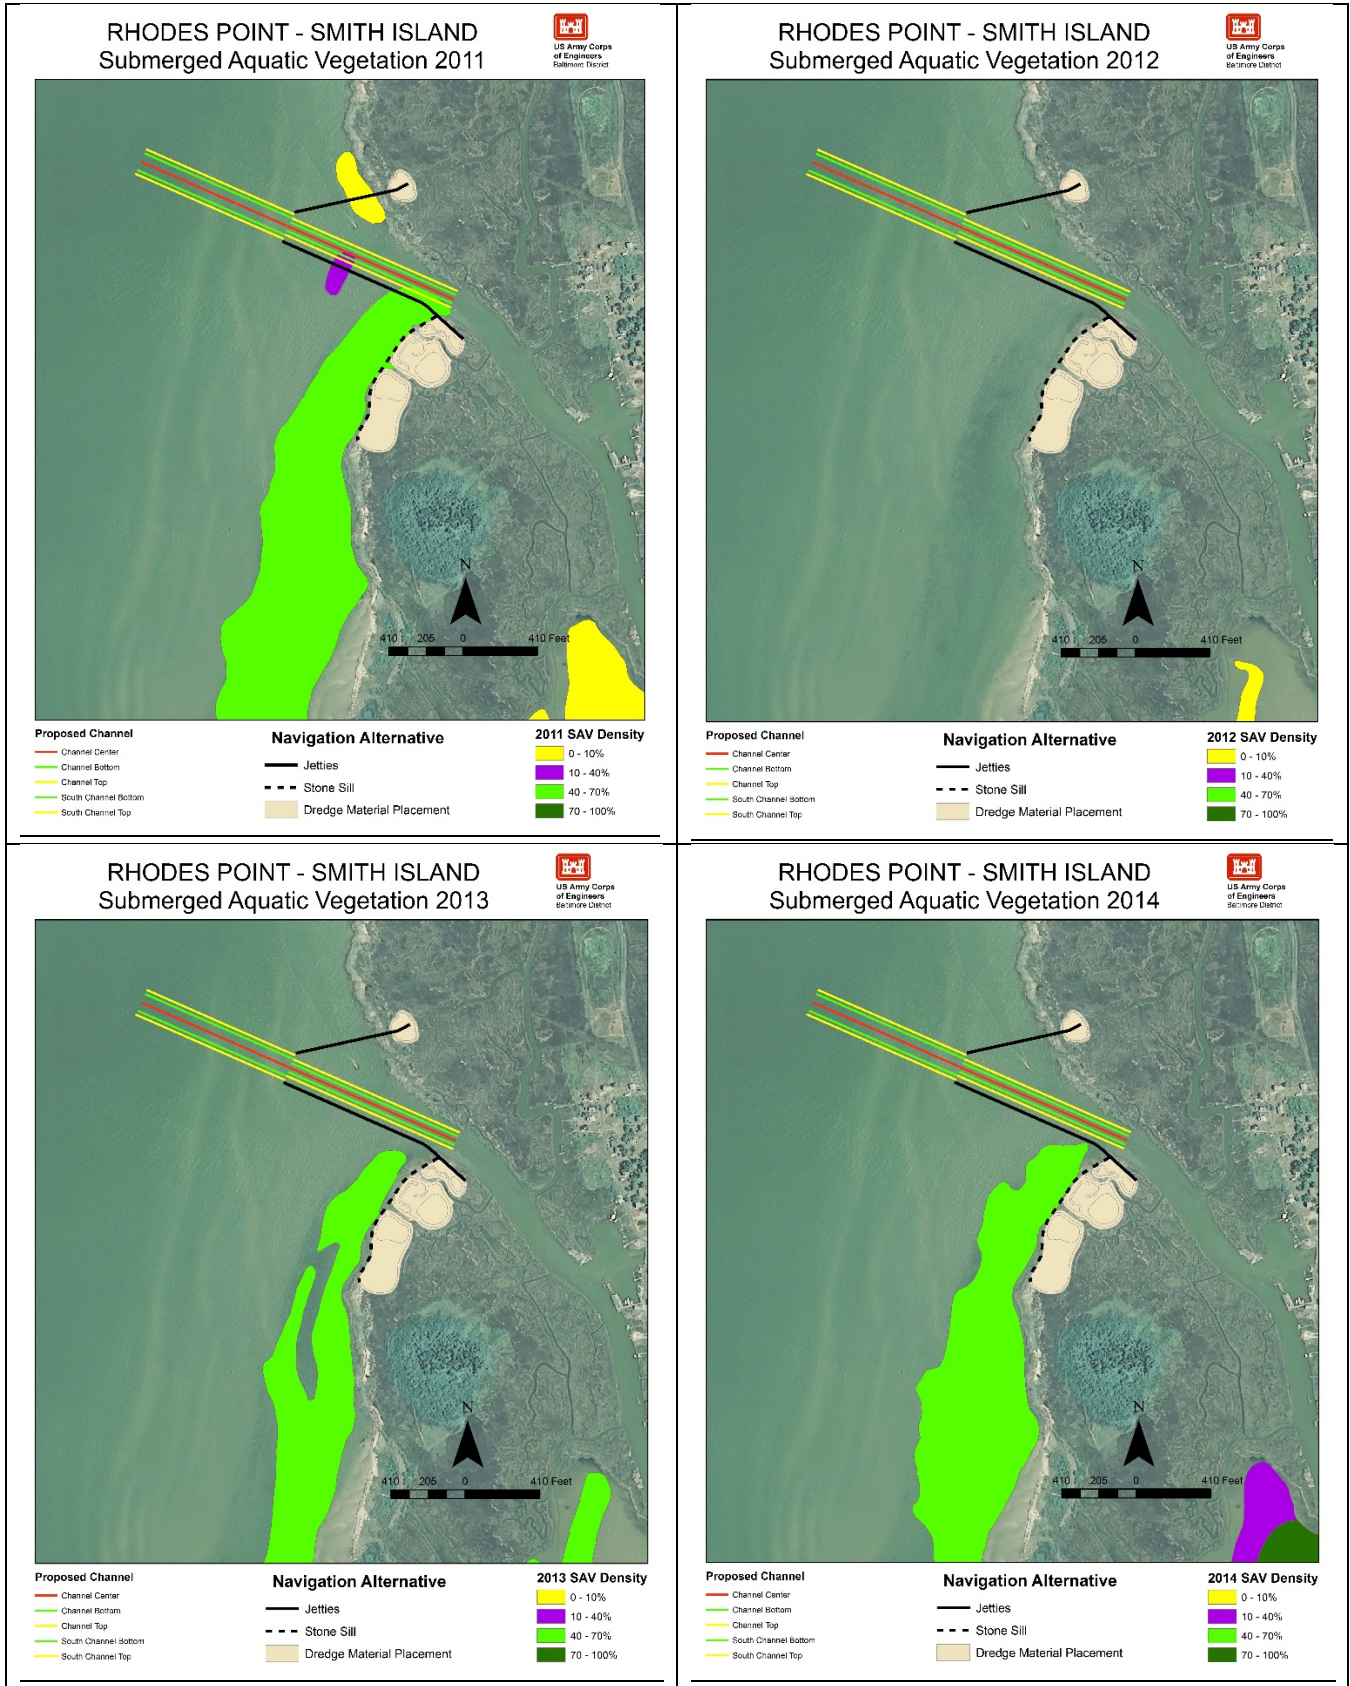 RHODES POINT - SMITH ISLAND
Submerged Aquatic Vegetation 2011
US Army Corps
of Engineers
Baltimore District
N
410 205 0 410 Feet
Proposed Channel
Channel Center
Channel Bottom
Channel Top
South Channel Bottom
South Channel Top
Navigation Alternative
Jetties
Stone Sill
Dredge Material Placement
2011 SAV Density
0 - 10%
10 - 40%
40 - 70%
70 - 100%
RHODES POINT - SMITH ISLAND
Submerged Aquatic Vegetation 2012
US Army Corps
of Engineers
Baltimore District
N
410 205 0 410 Feet
Proposed Channel
Channel Center
Channel Bottom
Channel Top
South Channel Bottom
South Channel Top
Navigation Alternative
Jetties
Stone Sill
Dredge Material Placement
2012 SAV Density
0 - 10%
10 - 40%
40 - 70%
70 - 100%
RHODES POINT - SMITH ISLAND
Submerged Aquatic Vegetation 2013
US Army Corps
of Engineers
Baltimore District
N
410 205 0 410 Feet
Proposed Channel
Channel Center
Channel Bottom
Channel Top
South Channel Bottom
South Channel Top
Navigation Alternative
Jetties
Stone Sill
Dredge Material Placement
2013 SAV Density
0 - 10%
10 - 40%
40 - 70%
70 - 100%
RHODES POINT - SMITH ISLAND
Submerged Aquatic Vegetation 2014
US Army Corps
of Engineers
Baltimore District
N
410 205 0 410 Feet
Proposed Channel
Channel Center
Channel Bottom
Channel Top
South Channel Bottom
South Channel Top
Navigation Alternative
Jetties
Stone Sill
Dredge Material Placement
2014 SAV Density
0 - 10%
10 - 40%
40 - 70%
70 - 100%